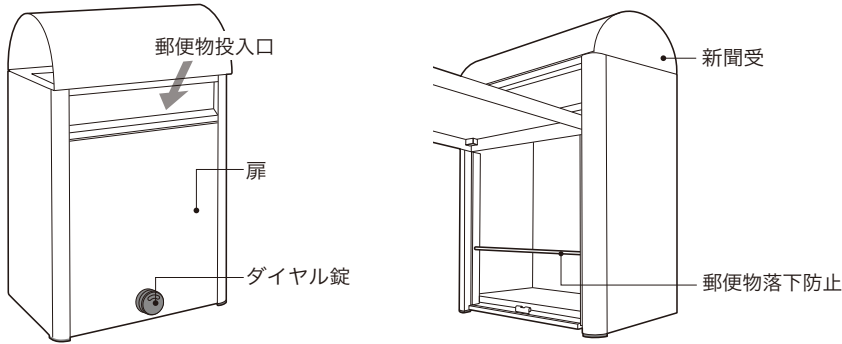 郵便物投入口
扉
ダイヤル錠
新聞受
郵便物落下防止